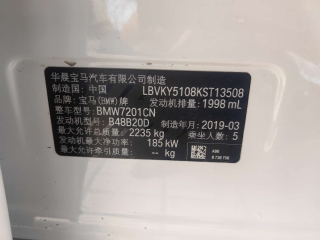 华晨宝马汽车有限公司制造
制造国: 中国 LBVKY5108KST13508
品牌: 宝马(BMW)牌 发动机排量: 1998 mL
整车型号: BMW7201CN 制造年月: 2019-03
发动机型号: B48B20D 乘坐人数: 5
最大允许总质量: 2235 kg
发动机最大净功率: 185 kW
最大允许牵引质量: -- kg